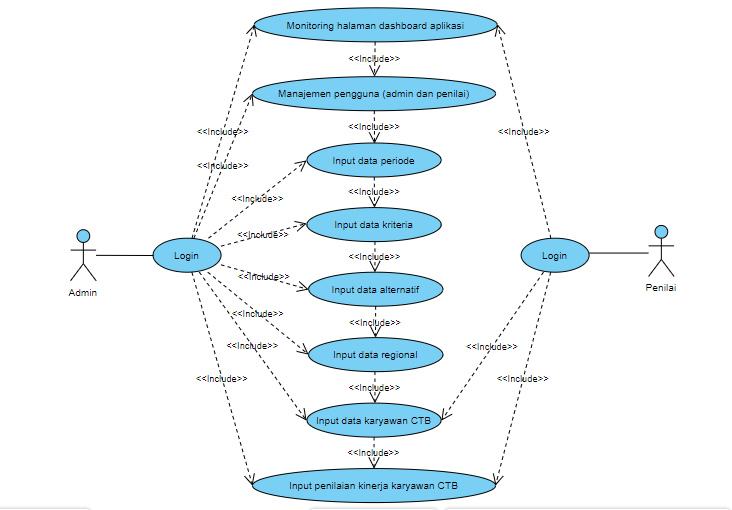 Monitoring halaman dashboard aplikasi
<<Include>>
Manajemen pengguna (admin dan penilai)
<<Include>>
<<Include>>
<<Include>>
<<Include>>
Input data periode
<<Include>>
<<Include>>
Input data kriteria
<<Include>>
Admin
Login
Login
Penilai
<<Include>>
<<Include>>
Input data alternatif
<<Include>>
<<Include>>
<<Include>>
<<Include>>
Input data regional
<<Include>>
<<Include>>
<<Include>>
<<Include>>
Input data karyawan CTB
<<Include>>
Input penilaian kinerja karyawan CTB